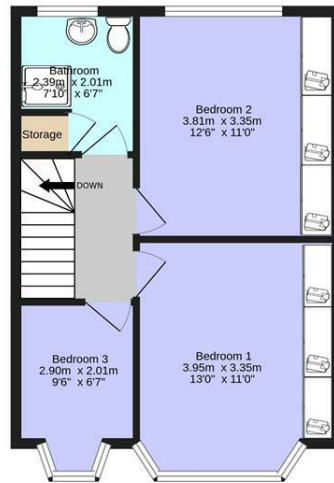 Bathroom
2.39m x 2.01m
7'10" x 6'7"
Bedroom 2
3.81m x 3.35m
12'6" x 11'0"
Storage
DOWN
Bedroom 3
2.90m x 2.01m
9'6" x 6'7"
Bedroom 1
3.95m x 3.35m
13'0" x 11'0"